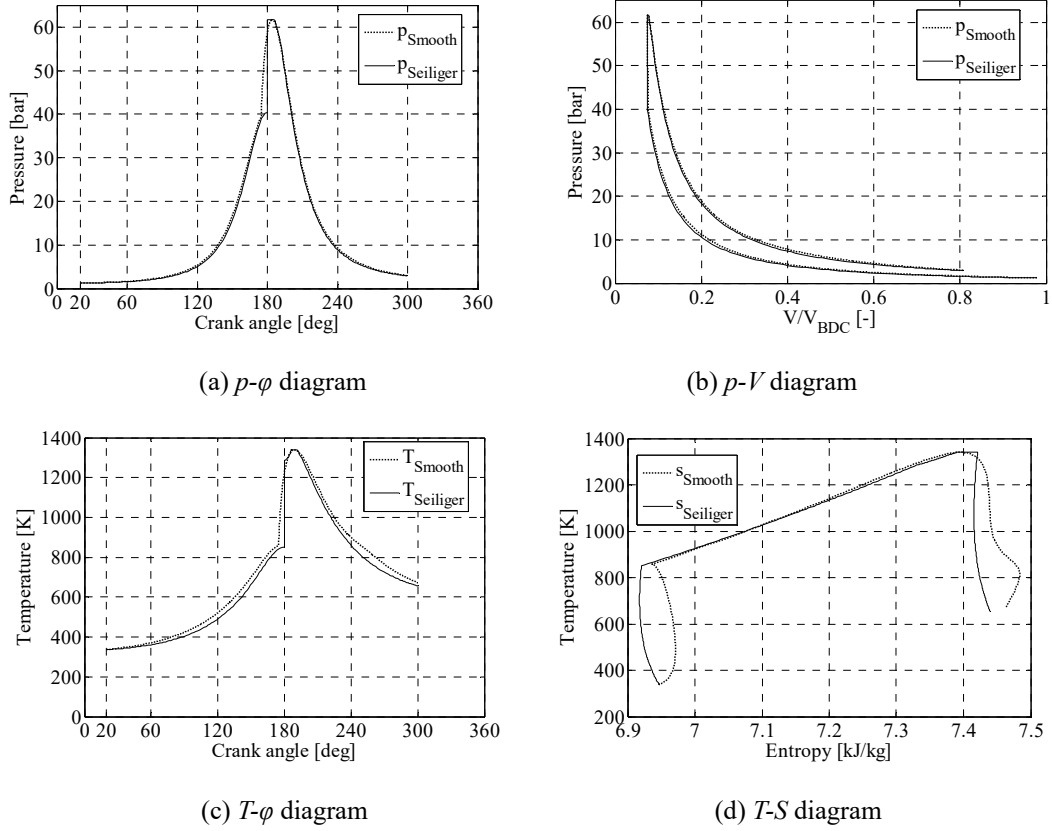 60
50
40
30
20
10
0
Pressure [bar]
p_Smooth
p_Seiliger
0 20 60 120 180 240 300 360
Crank angle [deg]
(a) p-φ diagram
60
50
40
30
20
10
0
Pressure [bar]
p_Smooth
p_Seiliger
0 0.2 0.4 0.6 0.8 1
V/V_BDC [-]
(b) p-V diagram
1400
1200
1000
800
600
400
200
0
Temperature [K]
T_Smooth
T_Seiliger
0 20 60 120 180 240 300 360
Crank angle [deg]
(c) T-φ diagram
1400
1200
1000
800
600
400
200
Temperature [K]
s_Smooth
s_Seiliger
6.9 7 7.1 7.2 7.3 7.4 7.5
Entropy [kJ/kg]
(d) T-S diagram